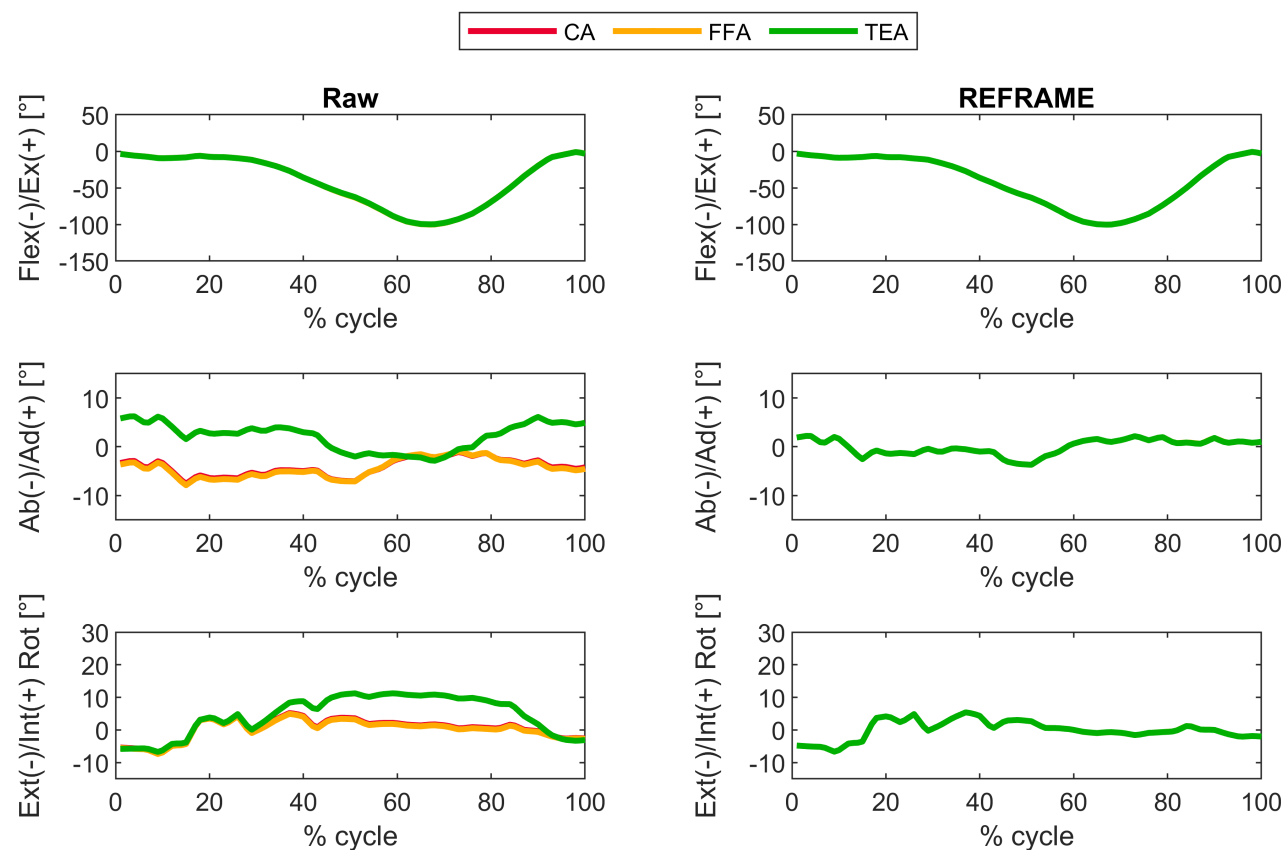 CA FFA TEA
Raw
Flex(-)/Ex(+) [°]
50
0
-50
-100
-150
0 20 40 60 80 100
% cycle
REFRAME
Flex(-)/Ex(+) [°]
50
0
-50
-100
-150
0 20 40 60 80 100
% cycle
Ab(-)/Ad(+) [°]
10
0
-10
0 20 40 60 80 100
% cycle
Ab(-)/Ad(+) [°]
10
0
-10
0 20 40 60 80 100
% cycle
Ext(-)/Int(+) Rot [°]
30
20
10
0
-10
0 20 40 60 80 100
% cycle
Ext(-)/Int(+) Rot [°]
30
20
10
0
-10
0 20 40 60 80 100
% cycle